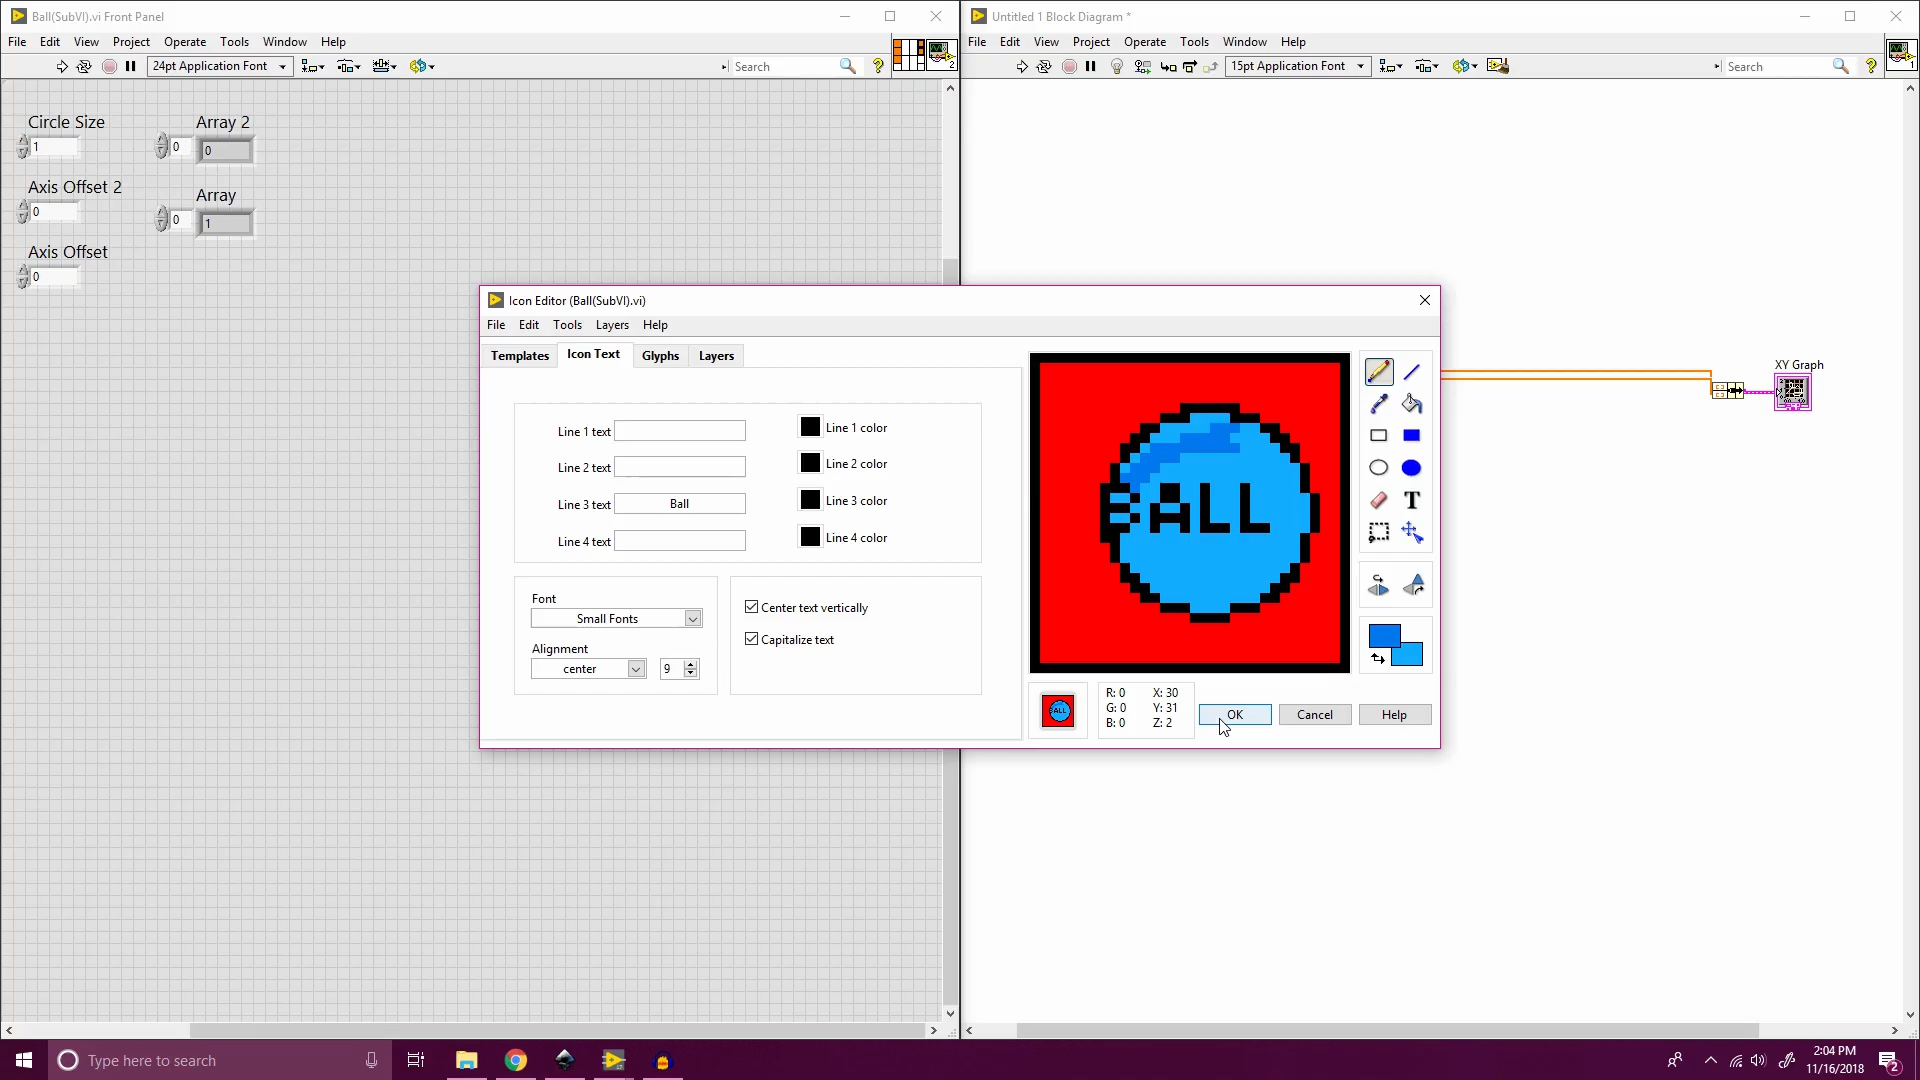 Ball(SubVI).vi Front Panel
File Edit View Project Operate Tools Window Help
24pt Application Font
Search
2
Circle Size
1
Array 2
0
0
Axis Offset 2
0
Array
0
1
Axis Offset
0
Untitled 1 Block Diagram *
File Edit View Project Operate Tools Window Help
15pt Application Font
Search
1
XY Graph
Icon Editor (Ball(SubVI).vi)
File Edit Tools Layers Help
Templates Icon Text Glyphs Layers
Line 1 text
Line 1 color
Line 2 text
Line 2 color
Line 3 text Ball
Line 3 color
Line 4 text
Line 4 color
Font
Small Fonts
Alignment
center
9
Center text vertically
Capitalize text
BALL
T
BALL
R: 0 X: 30
G: 0 Y: 31
B: 0 Z: 2
OK Cancel Help
Type here to search
2:04 PM
11/16/2018
2